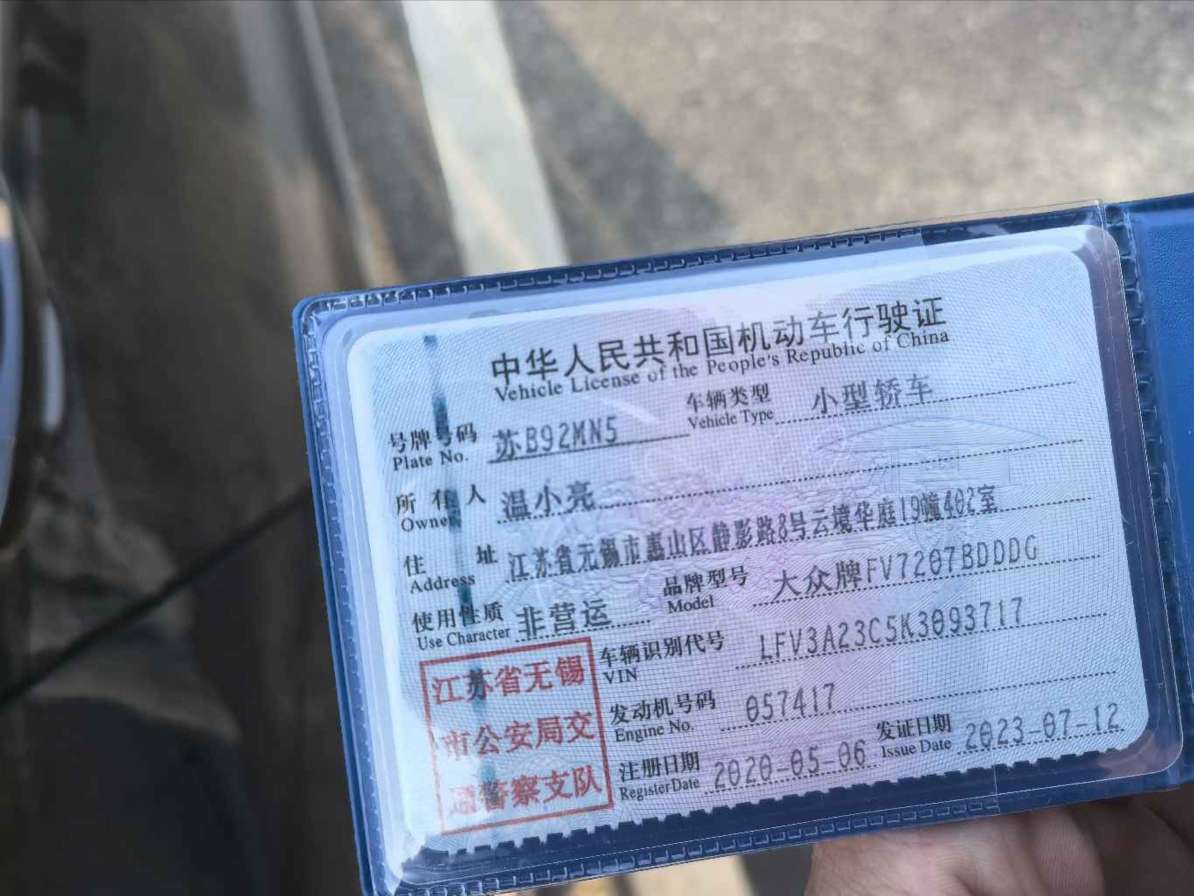 中华人民共和国机动车行驶证
Vehicle License of the People's Republic of China
号牌号码 苏B92MN5 车辆类型 小型轿车
Plate No. Vehicle Type
所有人 温小亮
Owner
住址 江苏省无锡市惠山区静影路8号云境华庭19幢402室
Address
使用性质 非营运 品牌型号 大众牌FV7207BDDDG
Use Character Model
江苏省无锡
市公安局交
通警察支队
车辆识别代号 LFV3A23C5K3093717
VIN
发动机号码 057417
Engine No.
注册日期 2020-05-06 发证日期 2023-07-12
Register Date Issue Date